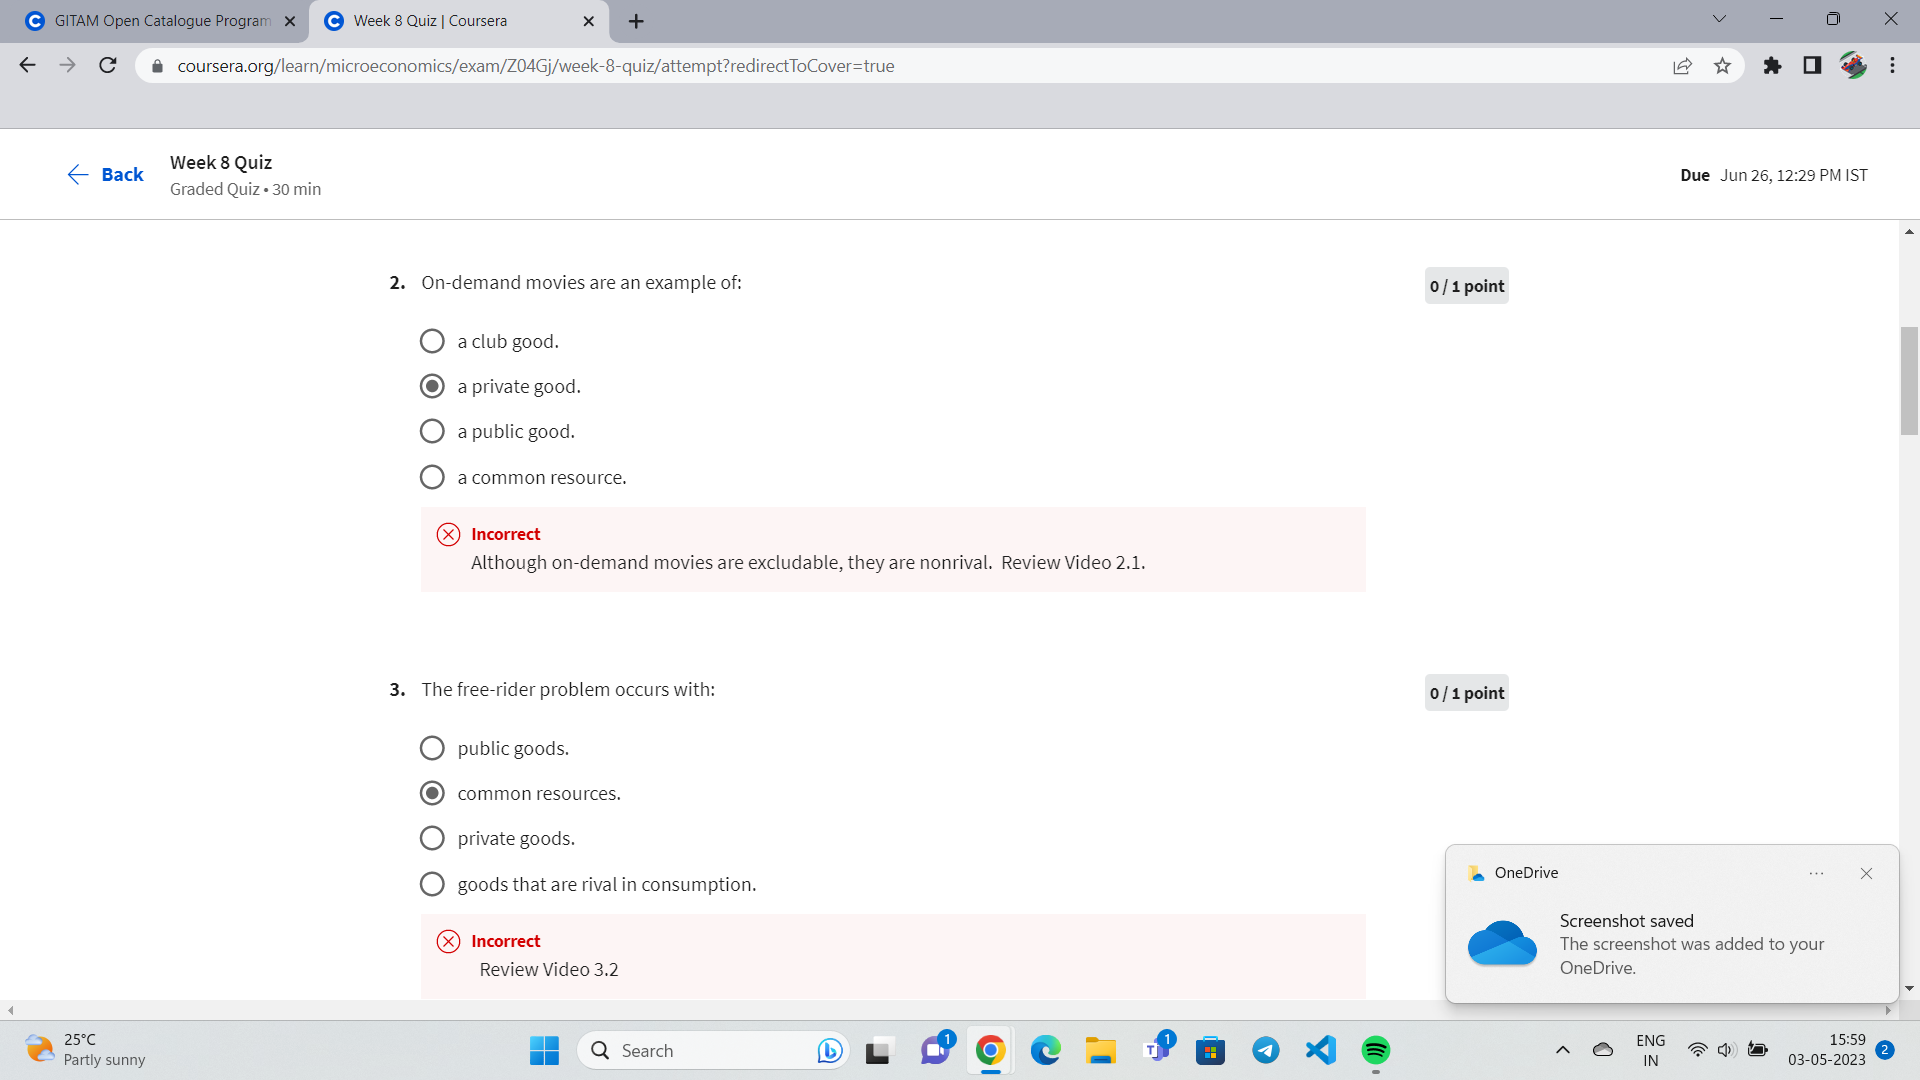 GITAM Open Catalogue Program
Week 8 Quiz | Coursera
coursera.org/learn/microeconomics/exam/Z04Gj/week-8-quiz/attempt?redirectToCover=true
Back
Week 8 Quiz
Graded Quiz • 30 min
Due Jun 26, 12:29 PM IST
2. On-demand movies are an example of:
0 / 1 point
a club good.
a private good.
a public good.
a common resource.
Incorrect
Although on-demand movies are excludable, they are nonrival. Review Video 2.1.
3. The free-rider problem occurs with:
0 / 1 point
public goods.
common resources.
private goods.
goods that are rival in consumption.
Incorrect
Review Video 3.2
OneDrive
Screenshot saved
The screenshot was added to your
OneDrive.
25°C
Partly sunny
Search
1
1
ENG
IN
15:59
03-05-2023
2